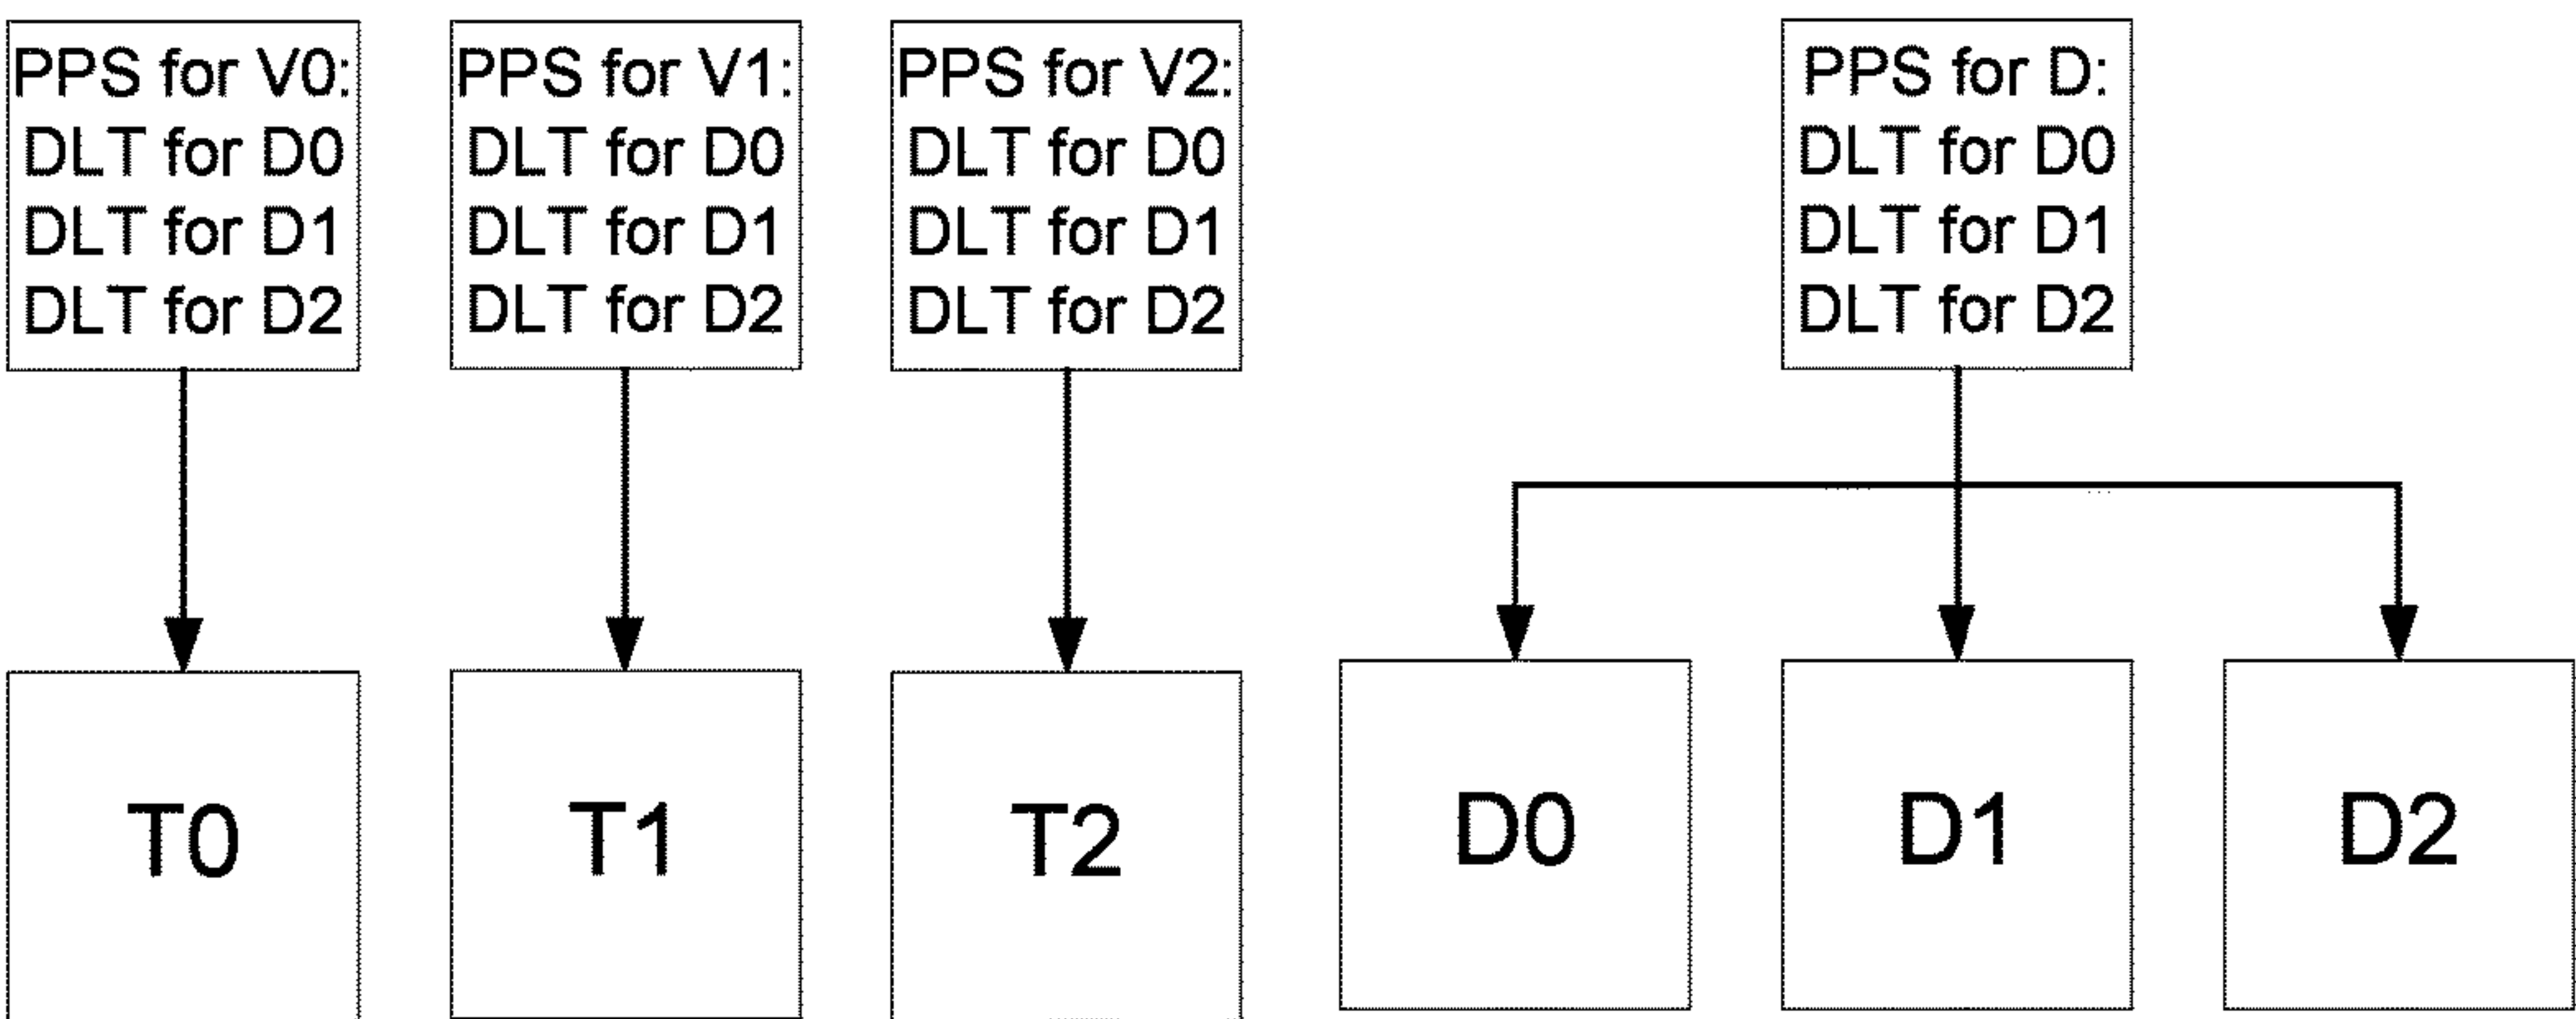 PPS for V0:
DLT for D0
DLT for D1
DLT for D2
PPS for V1:
DLT for D0
DLT for D1
DLT for D2
PPS for V2:
DLT for D0
DLT for D1
DLT for D2
PPS for D:
DLT for D0
DLT for D1
DLT for D2
T0
T1
T2
D0
D1
D2